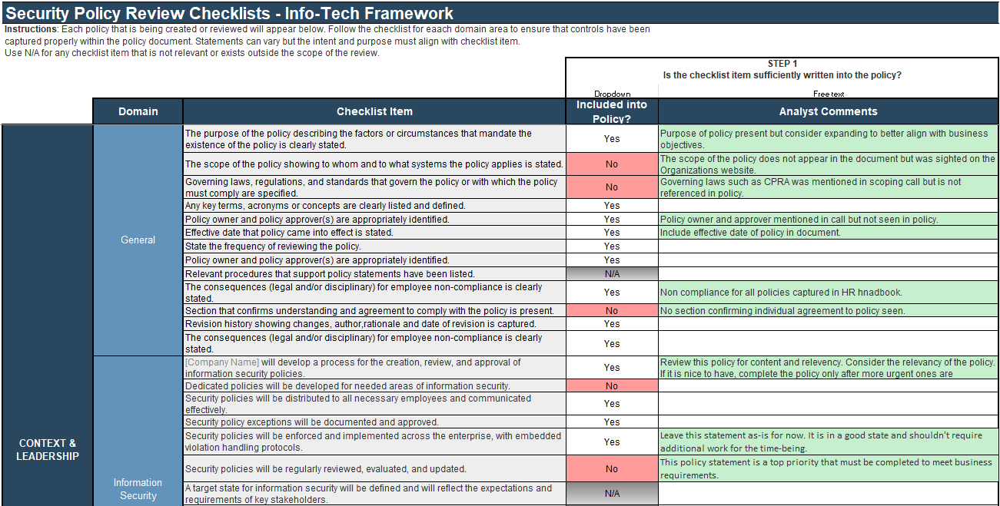 Security Policy Review Checklists - Info-Tech Framework
Instructions: Each policy that is being created or reviewed will appear below. Follow the checklist for eaach domain area to ensure that controls have been
captured properly within the policy document. Statements can vary but the intent and purpose must align with checklist item.
Use N/A for any checklist item that is not relevant or exists outside the scope of the review.
STEP 1
Is the checklist item sufficiently written into the policy?
Dropdown
Free text
Domain
Checklist Item
Included into
Policy?
Analyst Comments
CONTEXT &
LEADERSHIP
General
The purpose of the policy describing the factors or circumstances that mandate the
existence of the policy is clearly stated.
Yes
Purpose of policy present but consider expanding to better align with business
objectives.
The scope of the policy showing to whom and to what systems the policy applies is stated.
No
The scope of the policy does not appear in the document but was sighted on the
Organizations website.
Governing laws, regulations, and standards that govern the policy or with which the policy
must comply are specified.
No
Governing laws such as CPRA was mentioned in scoping call but is not
referenced in policy.
Any key terms, acronyms or concepts are clearly listed and defined.
Yes
Policy owner and policy approver(s) are appropriately identified.
Yes
Policy owner and approver mentioned in call but not seen in policy.
Effective date that policy came into effect is stated.
Yes
Include effective date of policy in document.
State the frequency of reviewing the policy.
Yes
Policy owner and policy approver(s) are appropriately identified.
Yes
Relevant procedures that support policy statements have been listed.
N/A
The consequences (legal and/or disciplinary) for employee non-compliance is clearly
stated.
Yes
Non compliance for all policies captured in HR hnadbook.
Section that confirms understanding and agreement to comply with the policy is present.
No
No section confirming individual agreement to policy seen.
Revision history showing changes, author,rationale and date of revision is captured.
Yes
The consequences (legal and/or disciplinary) for employee non-compliance is clearly
stated.
Yes
Information
Security
[Company Name] will develop a process for the creation, review, and approval of
information security policies.
Yes
Review this policy for content and relevency. Consider the relevancy of the policy.
If it is nice to have, complete the policy only after more urgent ones are
Dedicated policies will be developed for needed areas of information security.
No
Security policies will be distributed to all necessary employees and communicated
effectively.
Yes
Security policy exceptions will be documented and approved.
Yes
Security policies will be enforced and implemented across the enterprise, with embedded
violation handling protocols.
Yes
Leave this statement as-is for now. It is in a good state and shouldn't require
additional work for the time-being.
Security policies will be regularly reviewed, evaluated, and updated.
No
This policy statement is a top priority that must be completed to meet business
requirements.
A target state for information security will be defined and will reflect the expectations and
requirements of key stakeholders.
N/A